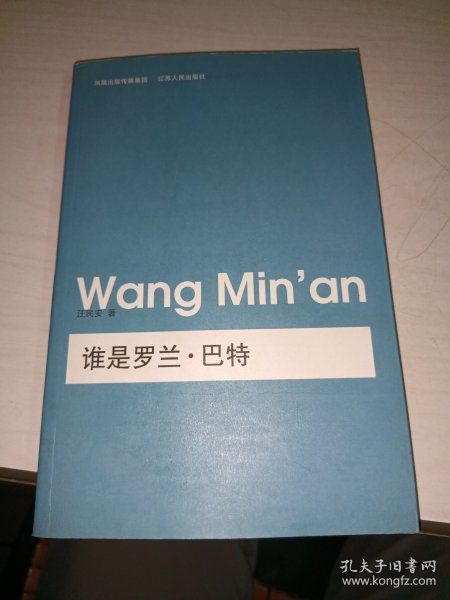 凤凰出版传媒集团 江苏人民出版社
Wang Min'an
汪民安 著
谁是罗兰·巴特
孔夫子旧书网
www.kongfz.com